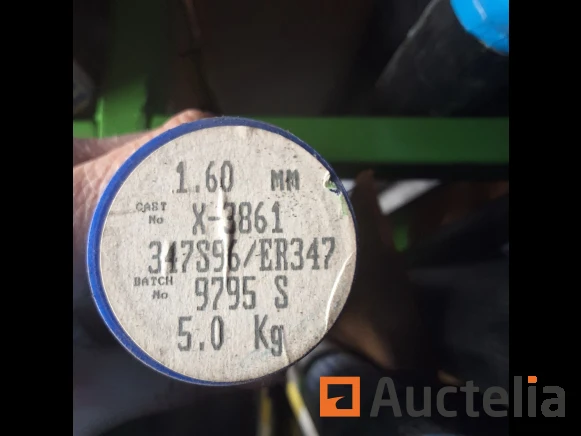 1.60 MM
CAST No X-3861
347S96/ER347
BATCH No 9795 S
5.0 Kg
Auctelia